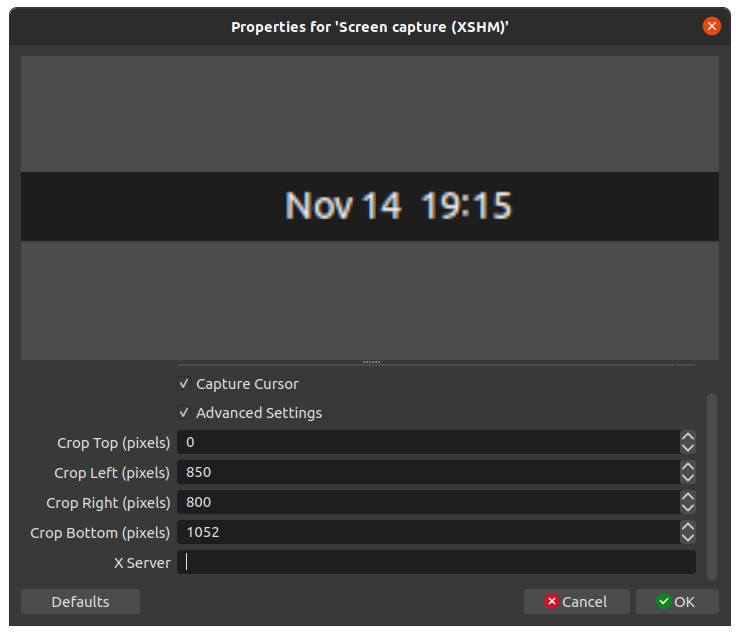 Properties for 'Screen capture (XSHM)'
Nov 14 19:15
Capture Cursor
Advanced Settings
Crop Top (pixels) 0
Crop Left (pixels) 850
Crop Right (pixels) 800
Crop Bottom (pixels) 1052
X Server
Defaults Cancel OK